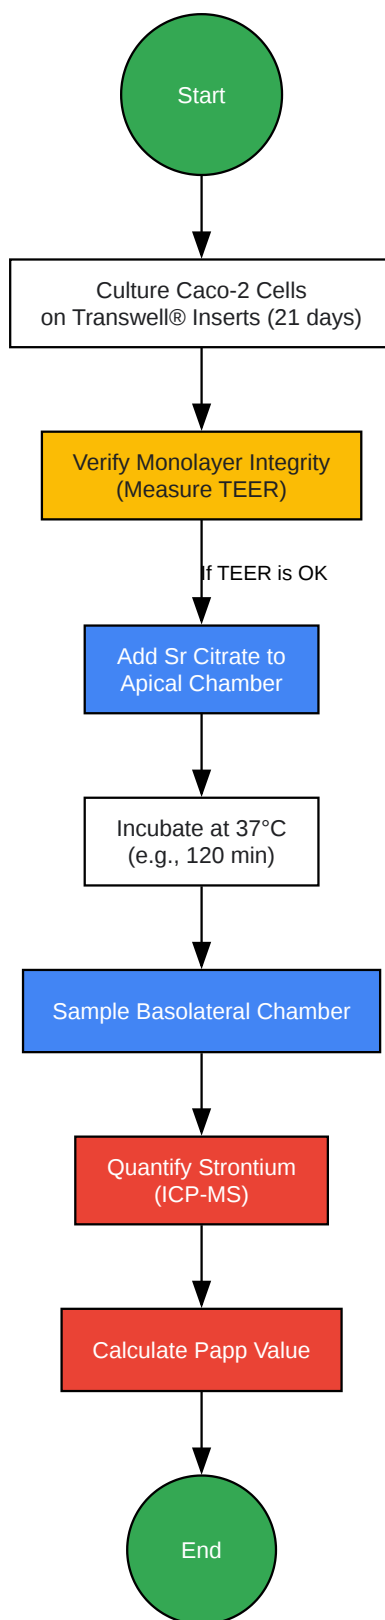 Start
Culture Caco-2 Cells
on Transwell® Inserts (21 days)
Verify Monolayer Integrity
(Measure TEER)
If TEER is OK
Add Sr Citrate to
Apical Chamber
Incubate at 37°C
(e.g., 120 min)
Sample Basolateral Chamber
Quantify Strontium
(ICP-MS)
Calculate Papp Value
End